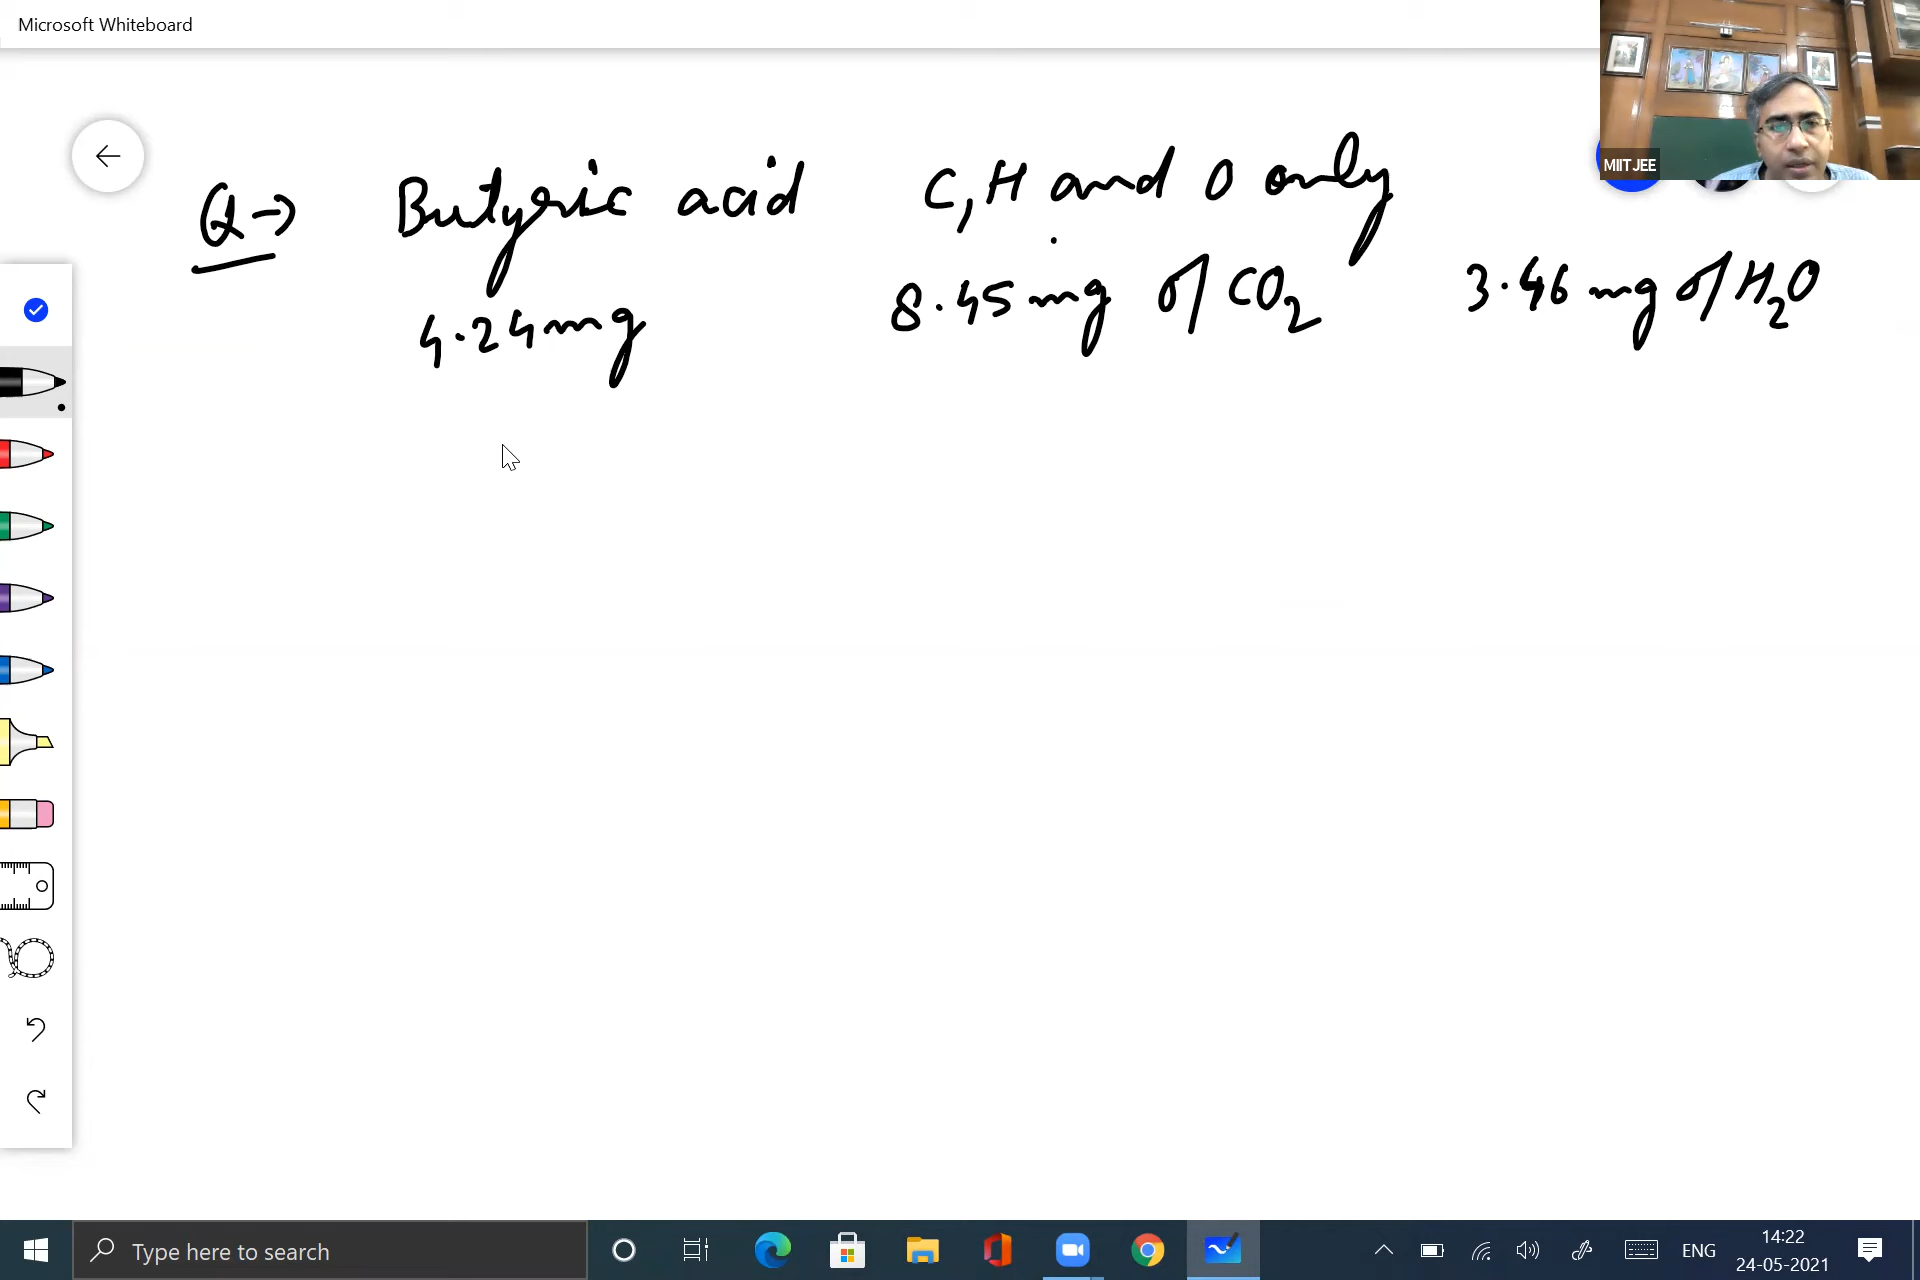 Microsoft Whiteboard
MIIT JEE
Q→ Butyric acid C, H and O only
4.24 mg 8.45 mg of CO2 3.46 mg of H2O
Type here to search
ENG
14:22
24-05-2021